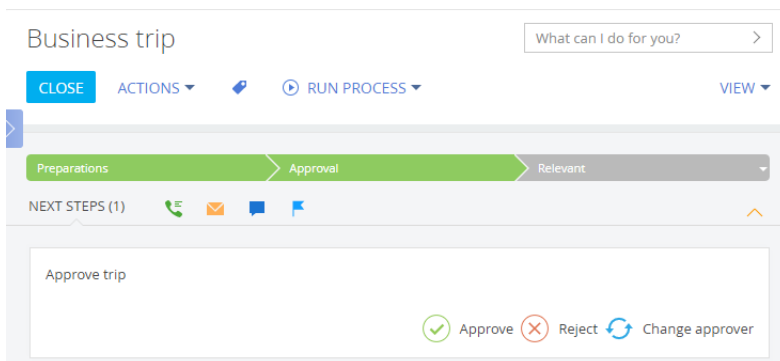 Business trip
What can I do for you?
CLOSE ACTIONS RUN PROCESS VIEW
Preparations Approval Relevant
NEXT STEPS (1)
Approve trip
Approve Reject Change approver